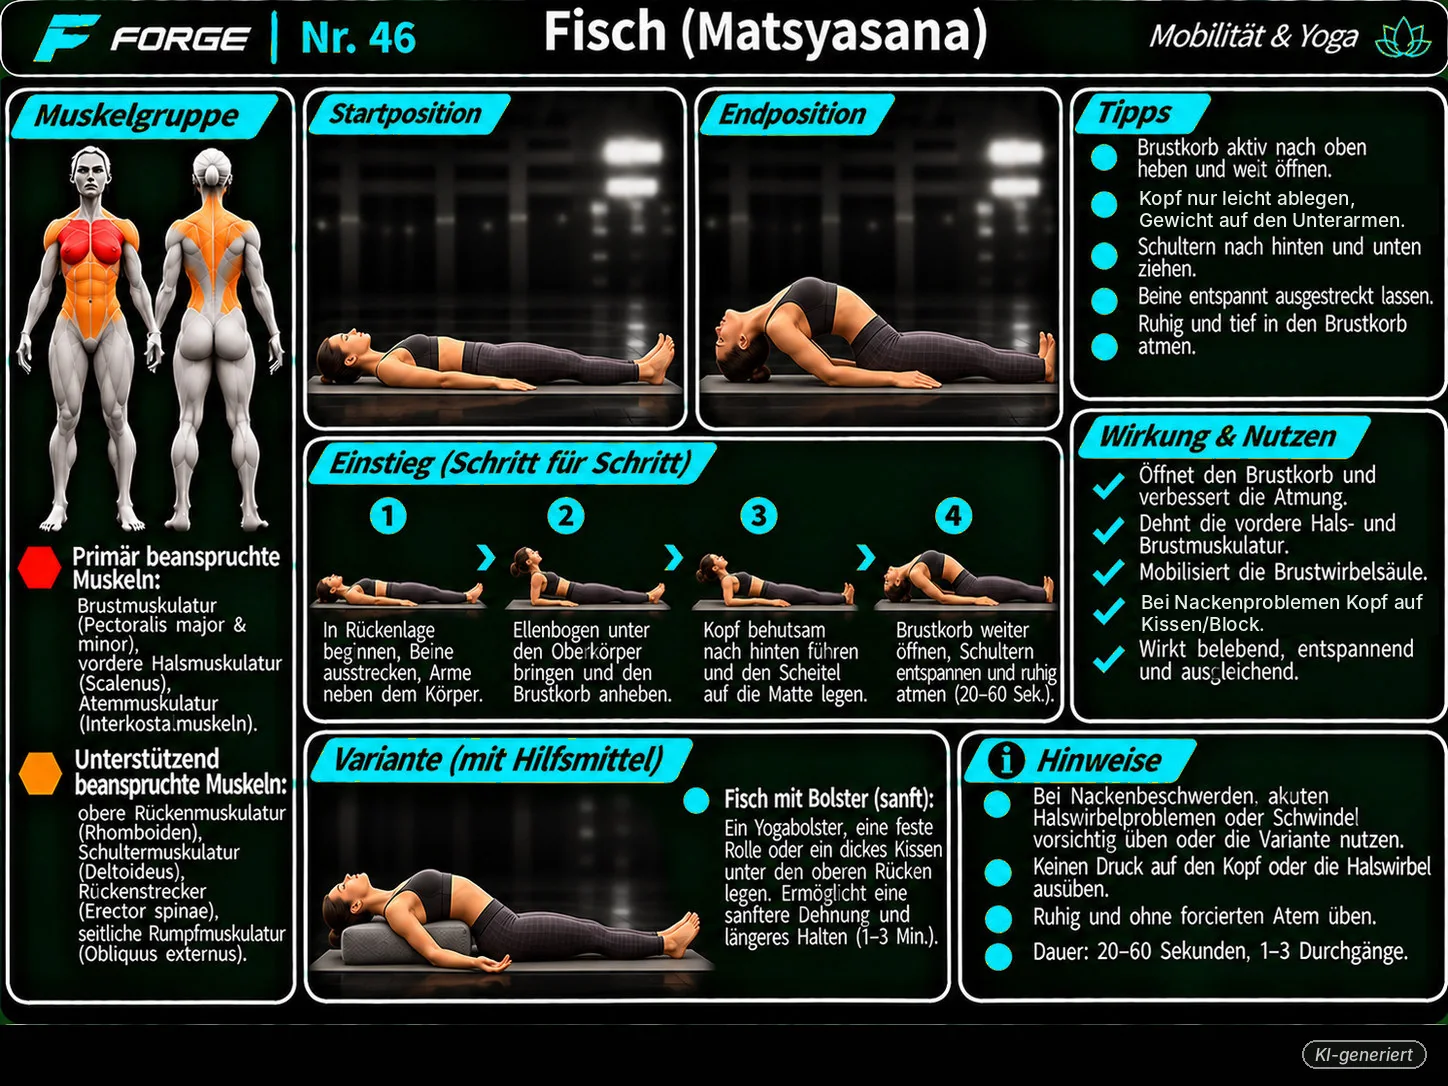 FORGE
Nr. 46
Fisch (Matsyasana)
Mobilität & Yoga
Muskelgruppe
Primär beanspruchte
Muskeln:
Brustmuskulatur
(Pectoralis major &
minor),
vordere Halsmuskulatur
(Scalenus),
Atemmuskulatur
(Interkostalmuskeln).
Unterstützend
beanspruchte Muskeln:
obere Rückenmuskulatur
(Rhomboiden),
Schultermuskulatur
(Deltoideus),
Rückenstrecker
(Erector spinae),
seitliche Rumpfmuskulatur
(Obliquus externus).
Startposition
Endposition
Einstieg (Schritt für Schritt)
1
In Rückenlage
beginnen, Beine
ausstrecken, Arme
neben dem Körper.
2
Ellenbogen unter
den Oberkörper
bringen und den
Brustkorb anheben.
3
Kopf behutsam
nach hinten führen
und den Scheitel
auf die Matte legen.
4
Brustkorb weiter
öffnen, Schultern
entspannen und ruhig
atmen (20–60 Sek.).
Variante (mit Hilfsmittel)
Fisch mit Bolster (sanft):
Ein Yogabolster, eine feste
Rolle oder ein dickes Kissen
unter den oberen Rücken
legen. Ermöglicht eine
sanftere Dehnung und
längeres Halten (1–3 Min.).
Tipps
Brustkorb aktiv nach oben
heben und weit öffnen.
Kopf nur leicht ablegen,
Gewicht auf den Unterarmen.
Schultern nach hinten und unten
ziehen.
Beine entspannt ausgestreckt lassen.
Ruhig und tief in den Brustkorb
atmen.
Wirkung & Nutzen
Öffnet den Brustkorb und
verbessert die Atmung.
Dehnt die vordere Hals- und
Brustmuskulatur.
Mobilisiert die Brustwirbelsäule.
Bei Nackenproblemen Kopf auf
Kissen/Block.
Wirkt belebend, entspannend
und ausgleichend.
Hinweise
Bei Nackenbeschwerden, akuten
Halswirbelproblemen oder Schwindel
vorsichtig üben oder die Variante nutzen.
Keinen Druck auf den Kopf oder die Halswirbel
ausüben.
Ruhig und ohne forcierten Atem üben.
Dauer: 20–60 Sekunden, 1–3 Durchgänge.
KI-generiert